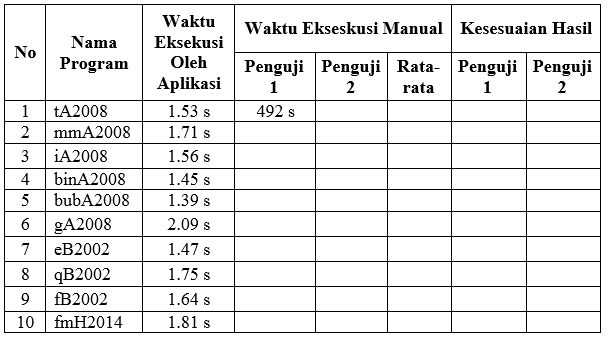 No Nama Program Waktu Eksekusi Oleh Aplikasi Waktu Ekseskusi Manual Kesesuaian Hasil
Penguji 1 Penguji 2 Rata-rata Penguji 1 Penguji 2
1 tA2008 1.53 s 492 s
2 mmA2008 1.71 s
3 iA2008 1.56 s
4 binA2008 1.45 s
5 bubA2008 1.39 s
6 gA2008 2.09 s
7 eB2002 1.47 s
8 qB2002 1.75 s
9 fB2002 1.64 s
10 fmH2014 1.81 s